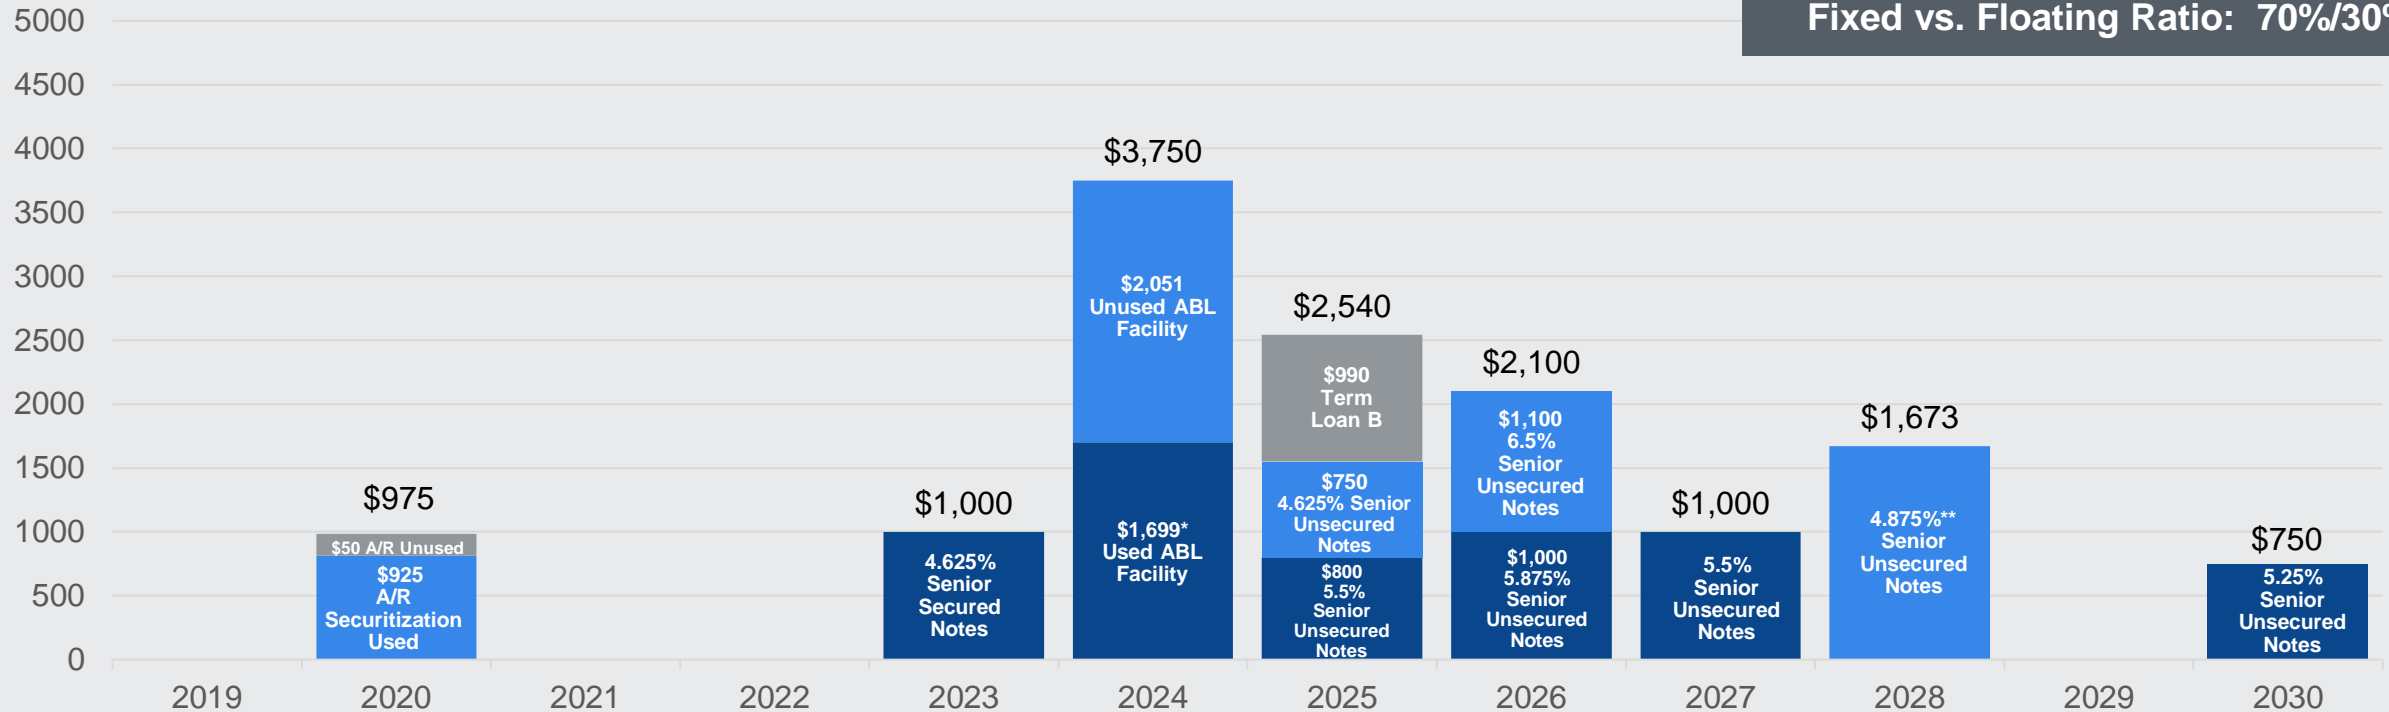 Fixed vs. Floating Ratio: 70%/30%
5000
4500
4000
3500
3000
2500
2000
1500
1000
500
0
$975
$50 A/R Unused
$925
A/R
Securitization
Used
$1,000
4.625%
Senior
Secured
Notes
$3,750
$2,051
Unused ABL
Facility
$1,699*
Used ABL
Facility
$2,540
$990
Term
Loan B
$750
4.625% Senior
Unsecured
Notes
$800
5.5%
Senior
Unsecured
Notes
$2,100
$1,100
6.5%
Senior
Unsecured
Notes
$1,000
5.875%
Senior
Unsecured
Notes
$1,000
5.5%
Senior
Unsecured
Notes
$1,673
4.875%**
Senior
Unsecured
Notes
$750
5.25%
Senior
Unsecured
Notes
2019
2020
2021
2022
2023
2024
2025
2026
2027
2028
2029
2030